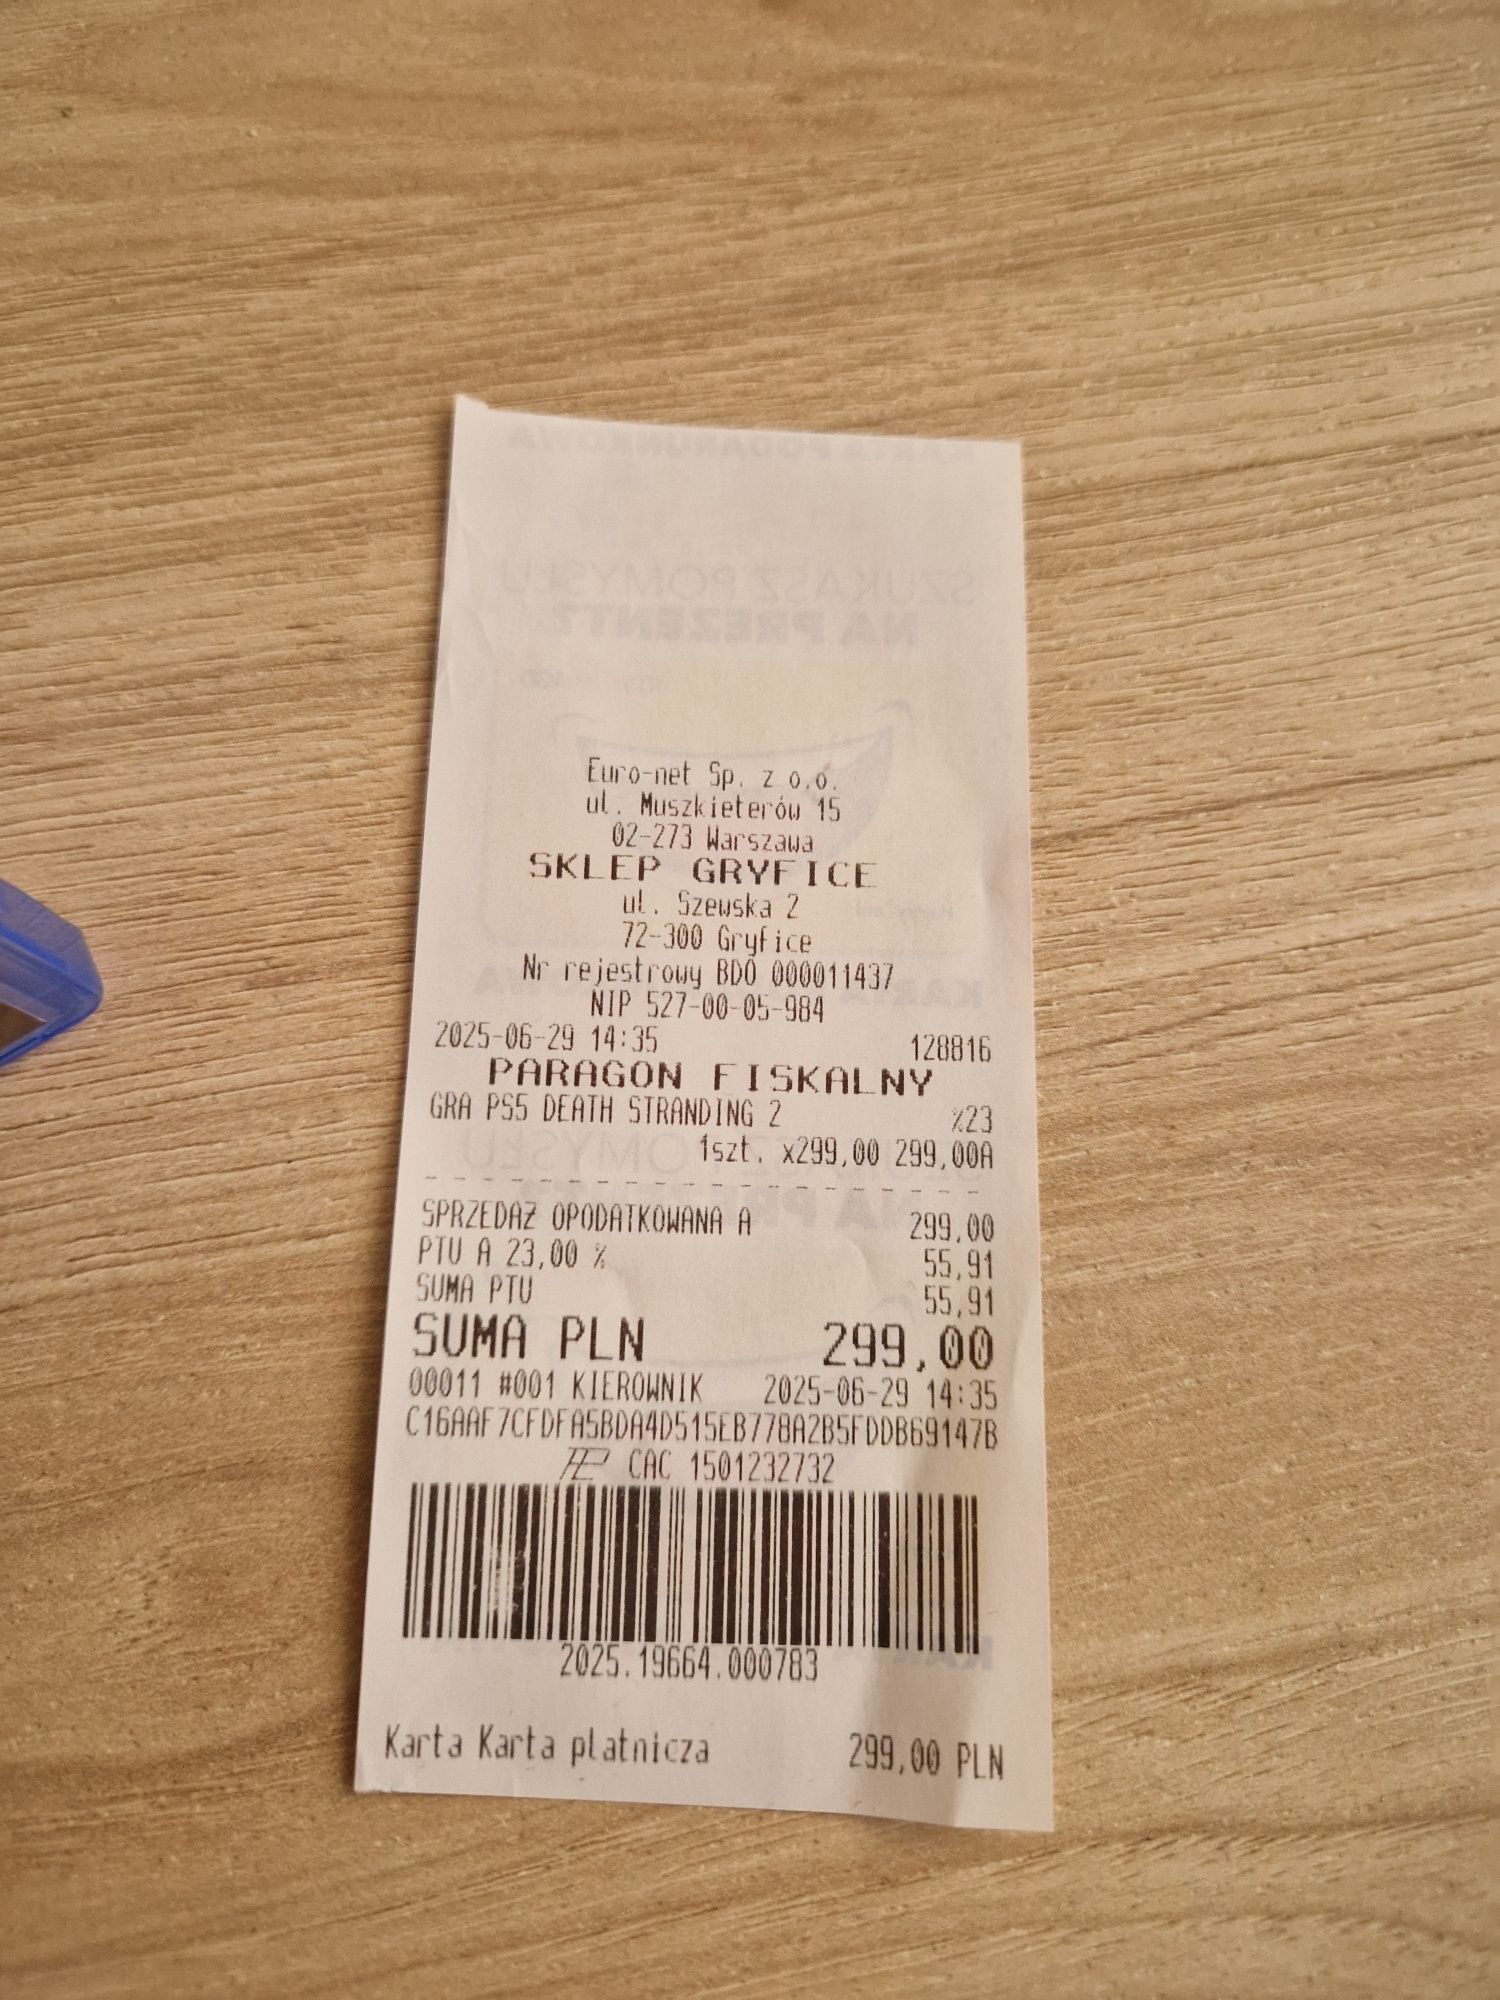 Euro-net Sp. z o.o.
ul. Muszkieterów 15
02-273 Warszawa
SKLEP GRYFICE
ul. Szewska 2
72-300 Gryfice
Nr rejestrowy BDO 000011437
NIP 527-00-05-984
2025-06-29 14:35 128816
PARAGON FISKALNY
GRA PS5 DEATH STRANDING 2 %23
1szt. x299,00 299,00A
SPRZEDAŻ OPODATKOWANA A 299,00
PTU A 23,00 % 55,91
SUMA PTU 55,91
SUMA PLN 299,00
00011 #001 KIEROWNIK 2025-06-29 14:35
C16AAF7CFDFA5BDA4D515EB778A2B5FDDB69147B
CAC 1501232732
2025.19664.000783
Karta Karta płatnicza 299,00 PLN